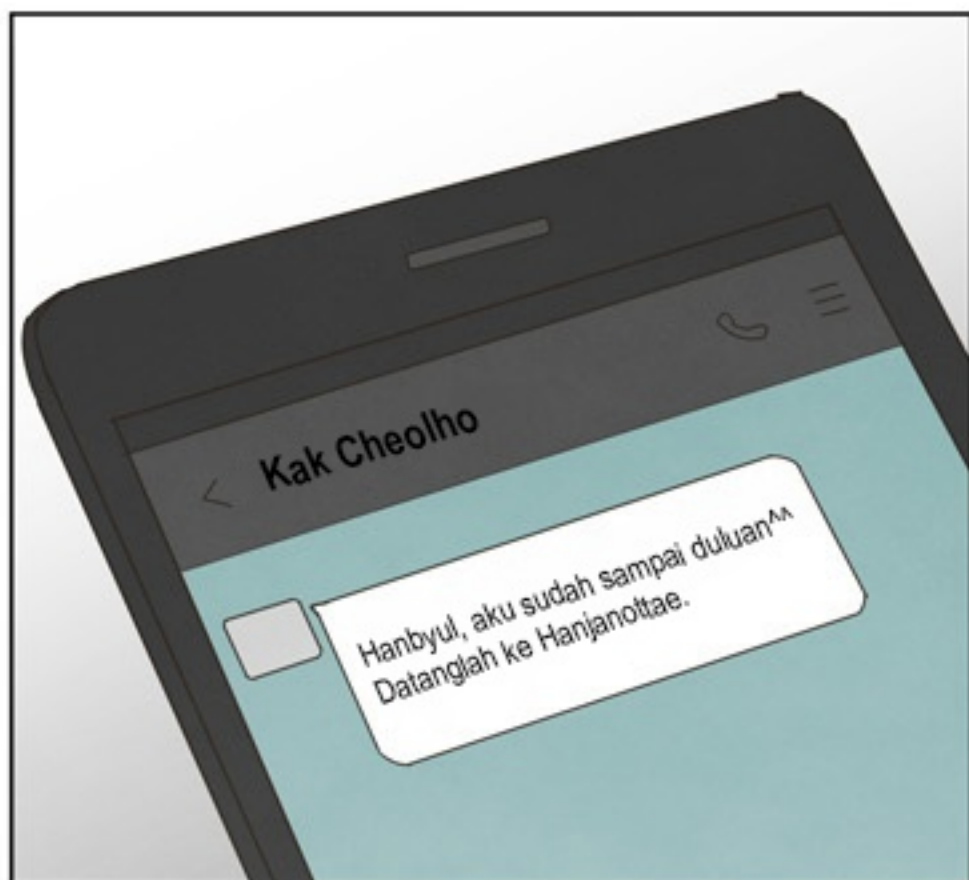 Kak Cheolho
Hanbyul, aku sudah sampai duluan^^
Datanglah ke Hanjanottae.